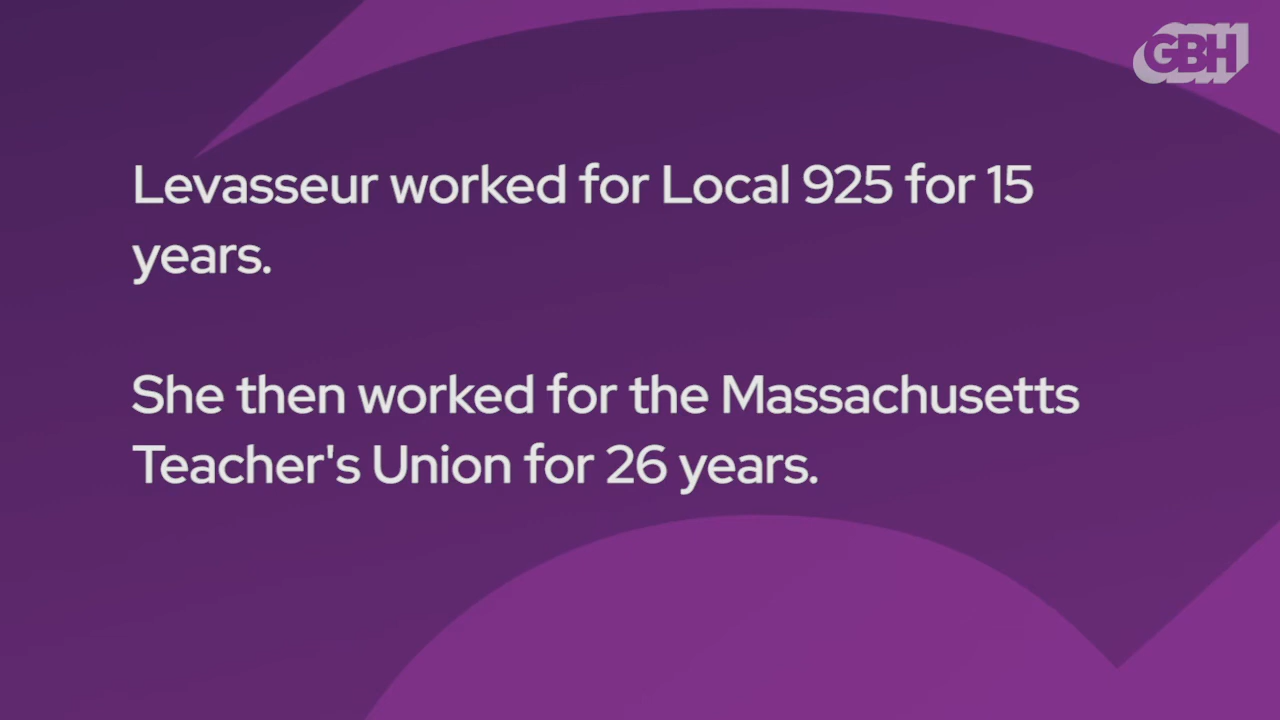 GBH
Levasseur worked for Local 925 for 15
years.
She then worked for the Massachusetts
Teacher's Union for 26 years.